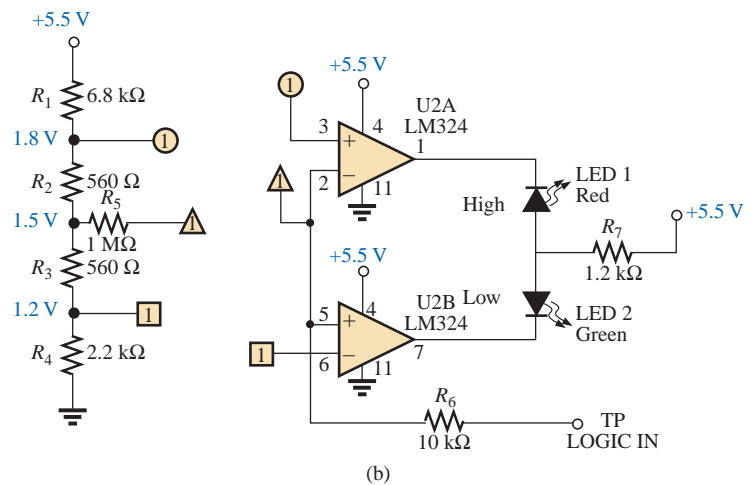 +5.5 V
R1 6.8 kΩ
1.8 V
1
R2 560 Ω
R5
1.5 V
1
1 MΩ
R3 560 Ω
1.2 V
1
R4 2.2 kΩ
1
+5.5 V
U2A
LM324
3
+
4
1
2
−
11
1
High
LED 1
Red
+5.5 V
R7
1.2 kΩ
+5.5 V
U2B
LM324
Low
5
+
4
7
6
−
11
1
LED 2
Green
R6
10 kΩ
TP
LOGIC IN
(b)